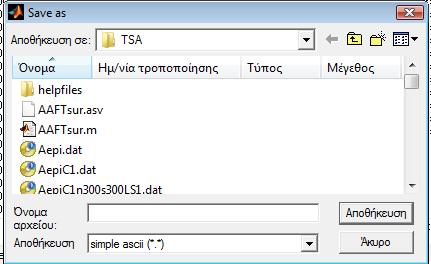 Save as
Αποθήκευση σε: TSA
Όνομα Ημ/νία τροποποίησης Τύπος Μέγεθος
helpfiles
AAFTsur.asv
AAFTsur.m
Aepi.dat
AepiC1.dat
AepiC1n300s300LS1.dat
Όνομα αρχείου: Αποθήκευση
Αποθήκευση simple ascii (*.*) Άκυρο